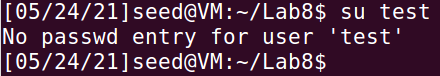 [05/24/21]seed@VM:~/Lab8$ su test
No passwd entry for user 'test'
[05/24/21]seed@VM:~/Lab8$